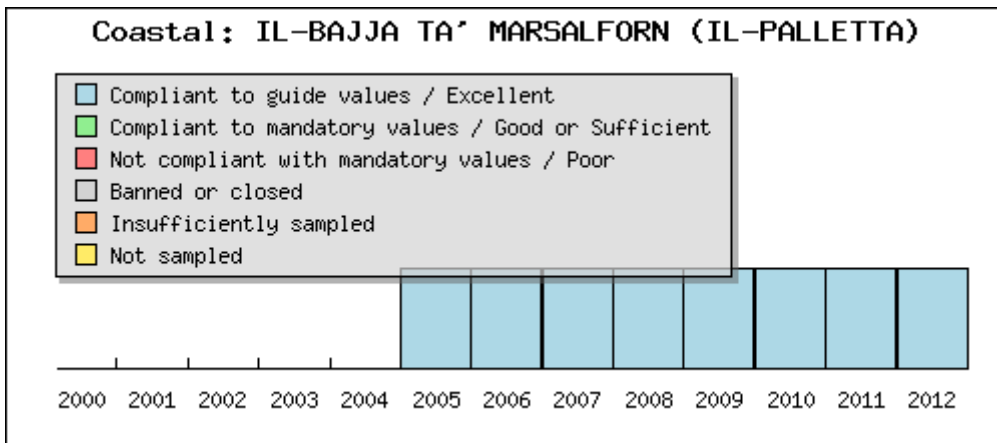 Coastal: IL-BAJJA TA' MARSALFORN (IL-PALLETTA)
Compliant to guide values / Excellent
Compliant to mandatory values / Good or Sufficient
Not compliant with mandatory values / Poor
Banned or closed
Insufficiently sampled
Not sampled
2000 2001 2002 2003 2004 2005 2006 2007 2008 2009 2010 2011 2012